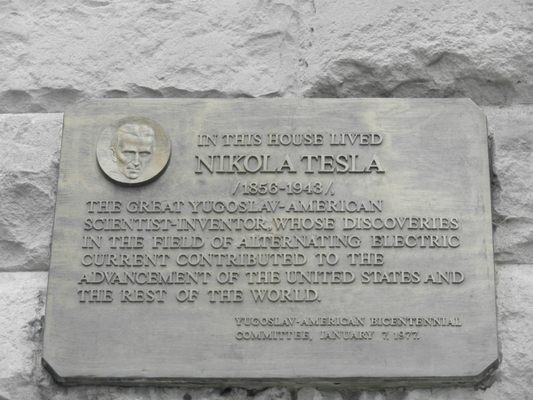 IN THIS HOUSE LIVED
NIKOLA TESLA
/1856-1943/.
THE GREAT YUGOSLAV-AMERICAN
SCIENTIST-INVENTOR, WHOSE DISCOVERIES
IN THE FIELD OF ALTERNATING ELECTRIC
CURRENT CONTRIBUTED TO THE
ADVANCEMENT OF THE UNITED STATES AND
THE REST OF THE WORLD.
YUGOSLAV-AMERICAN BICENTENNIAL
COMMITTEE, JANUARY 7, 1977.